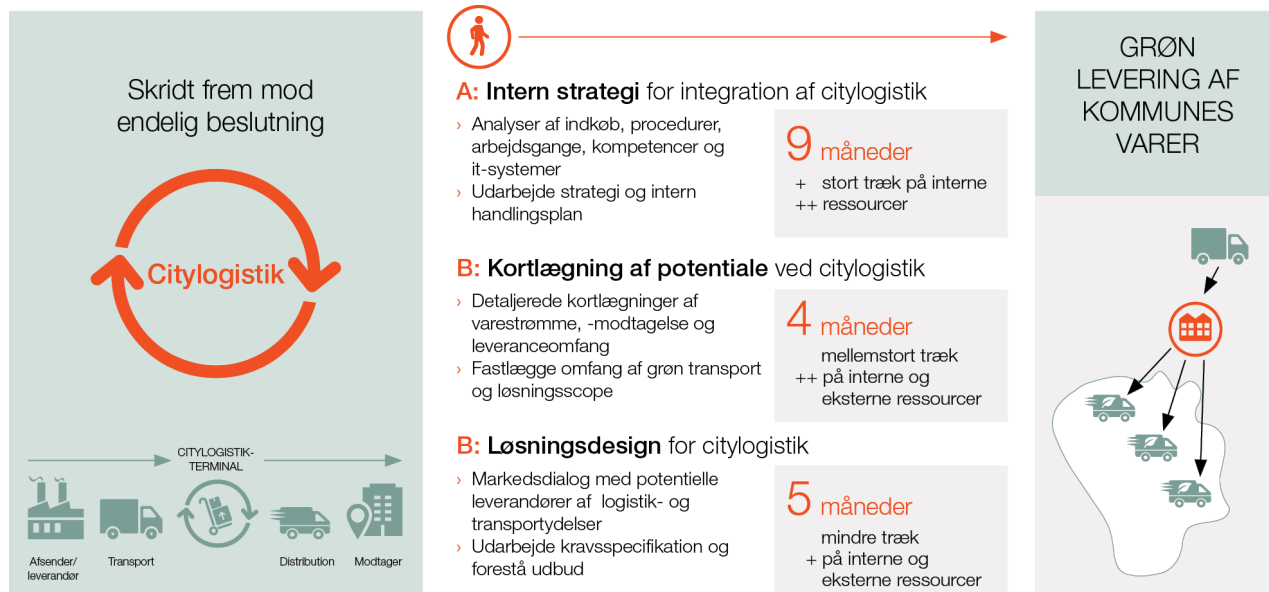 Skridt frem mod
endelig beslutning
Citylogistik
CITYLOGISTIK-
TERMINAL
Afsender/
leverandør
Transport
Distribution
Modtager
A: Intern strategi for integration af citylogistik
› Analyser af indkøb, procedurer,
arbejdsgange, kompetencer og
it-systemer
› Udarbejde strategi og intern
handlingsplan
9 måneder
+ stort træk på interne
++ ressourcer
B: Kortlægning af potentiale ved citylogistik
› Detaljerede kortlægninger af
varestrømme, -modtagelse og
leveranceomfang
› Fastlægge omfang af grøn transport
og løsningsscope
4 måneder
mellemstort træk
++ på interne og
eksterne ressourcer
B: Løsningsdesign for citylogistik
› Markedsdialog med potentielle
leverandører af logistik- og
transportydelser
› Udarbejde kravsspecifikation og
forestå udbud
5 måneder
mindre træk
+ på interne og
eksterne ressourcer
GRØN
LEVERING AF
KOMMUNES
VARER